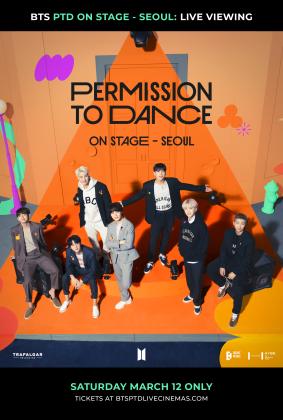 BTS PTD ON STAGE - SEOUL: LIVE VIEWING
PERMISSION
TO DANCE
ON STAGE - SEOUL
TRAFALGAR
SATURDAY MARCH 12 ONLY
TICKETS AT BTSPTDLIVECINEMAS.COM